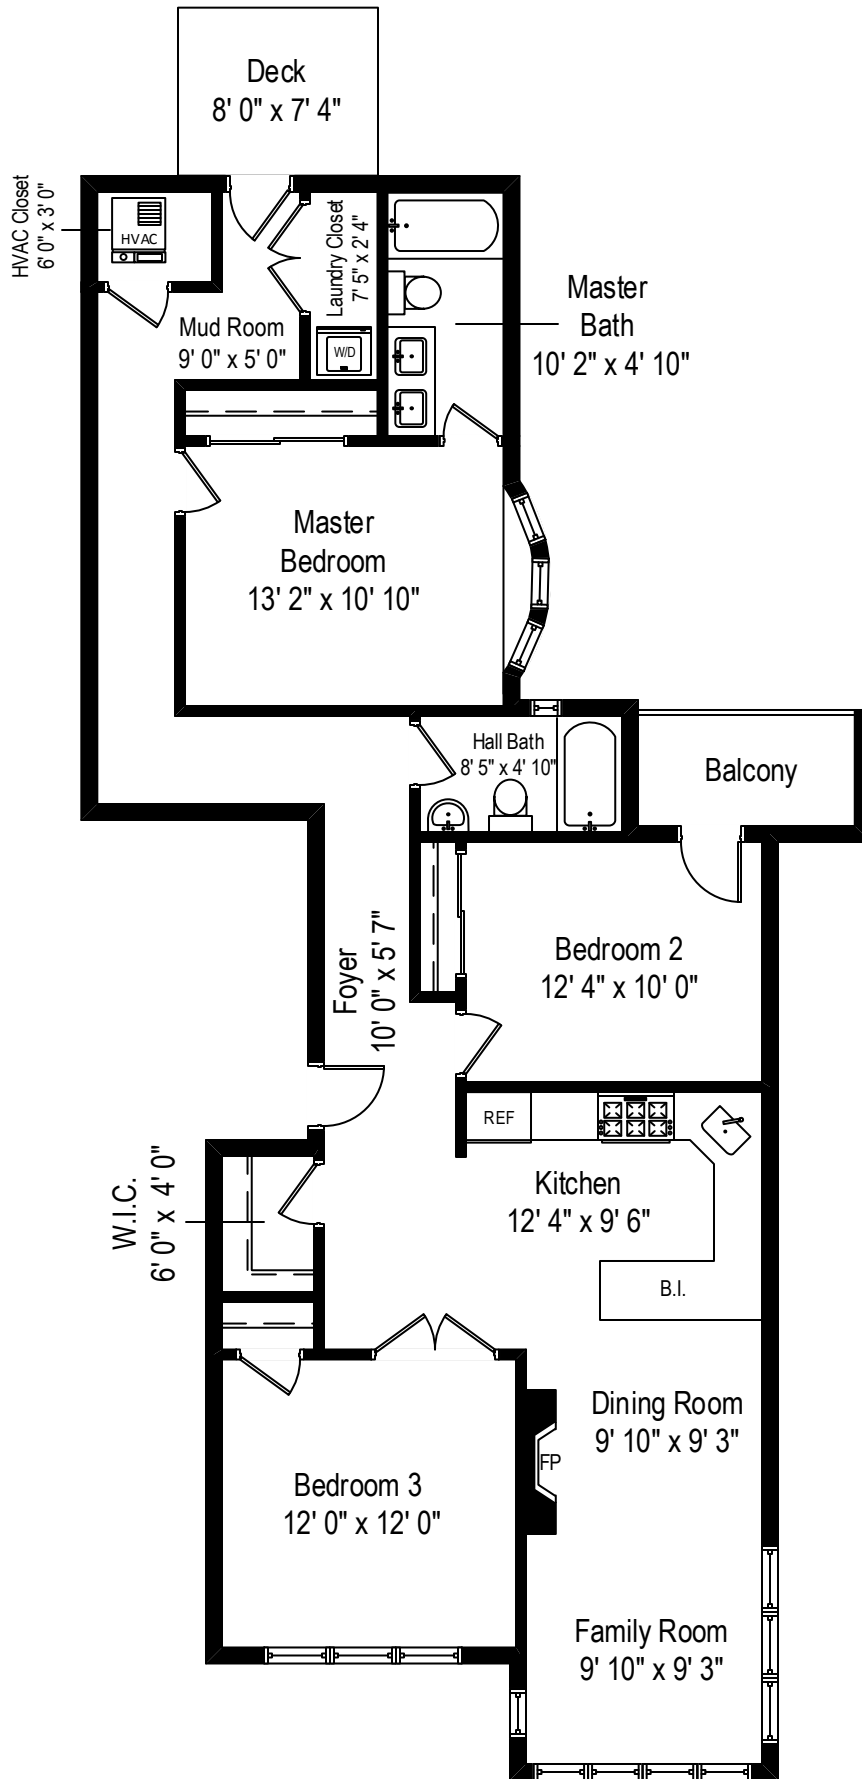 Deck
8' 0" x 7' 4"
HVAC Closet
6' 0" x 3' 0"
HVAC
Laundry Closet
7' 5" x 2' 4"
Mud Room
9' 0" x 5' 0"
W/D
Master
Bath
10' 2" x 4' 10"
Master
Bedroom
13' 2" x 10' 10"
Hall Bath
8' 5" x 4' 10"
Balcony
Foyer
10' 0" x 5' 7"
Bedroom 2
12' 4" x 10' 0"
REF
W.I.C.
6' 0" x 4' 0"
Kitchen
12' 4" x 9' 6"
B.I.
Dining Room
9' 10" x 9' 3"
FP
Bedroom 3
12' 0" x 12' 0"
Family Room
9' 10" x 9' 3"